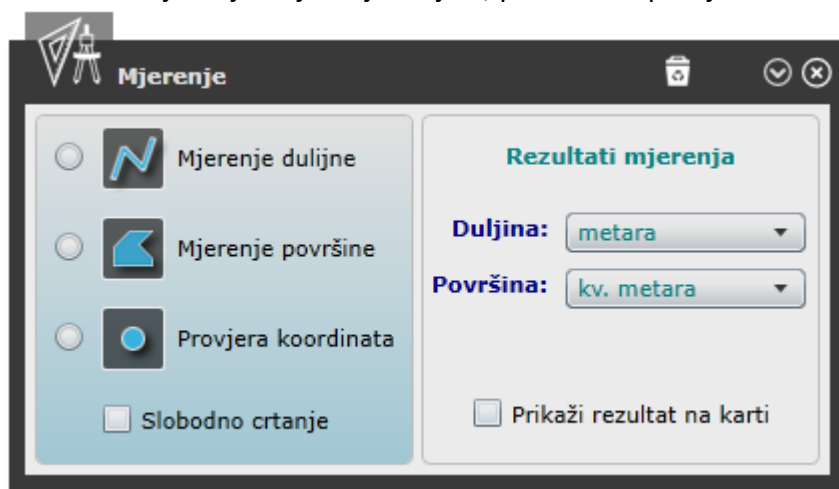 Mjerenje
Mjerenje dulijne
Mjerenje površine
Provjera koordinata
Slobodno crtanje
Rezultati mjerenja
Duljina: metara
Površina: kv. metara
Prikaži rezultat na karti